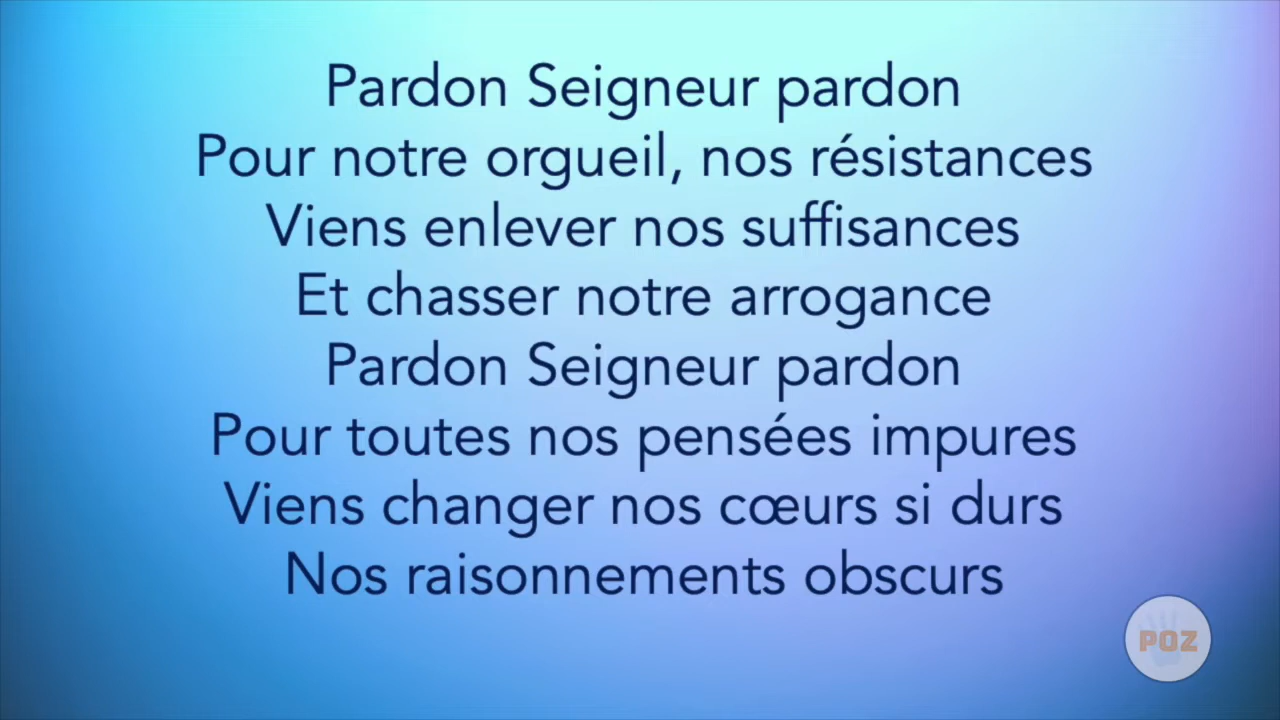 Pardon Seigneur pardon
Pour notre orgueil, nos résistances
Viens enlever nos suffisances
Et chasser notre arrogance
Pardon Seigneur pardon
Pour toutes nos pensées impures
Viens changer nos cœurs si durs
Nos raisonnements obscurs
POZ